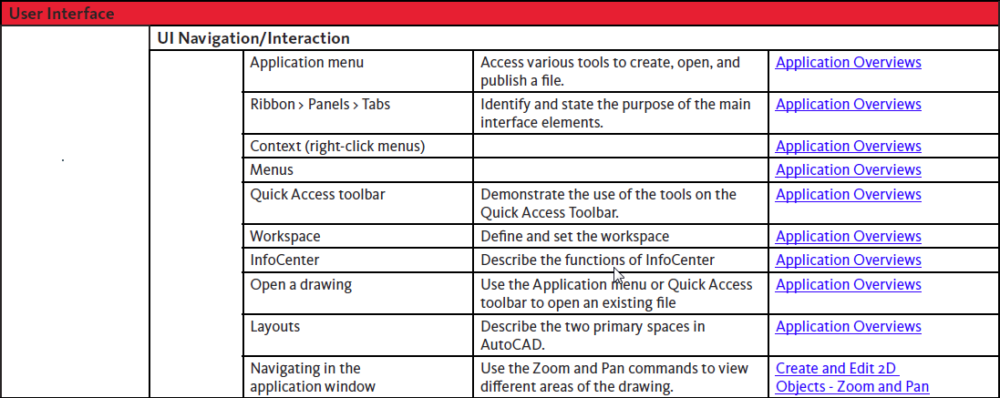 User Interface
UI Navigation/Interaction
Application menu
Access various tools to create, open, and
publish a file.
Application Overviews
Ribbon > Panels > Tabs
Identify and state the purpose of the main
interface elements.
Application Overviews
Context (right-click menus)
Application Overviews
Menus
Application Overviews
Quick Access toolbar
Demonstrate the use of the tools on the
Quick Access Toolbar.
Application Overviews
Workspace
Define and set the workspace
Application Overviews
InfoCenter
Describe the functions of InfoCenter
Application Overviews
Open a drawing
Use the Application menu or Quick Access
toolbar to open an existing file
Application Overviews
Layouts
Describe the two primary spaces in
AutoCAD.
Application Overviews
Navigating in the
application window
Use the Zoom and Pan commands to view
different areas of the drawing.
Create and Edit 2D
Objects - Zoom and Pan